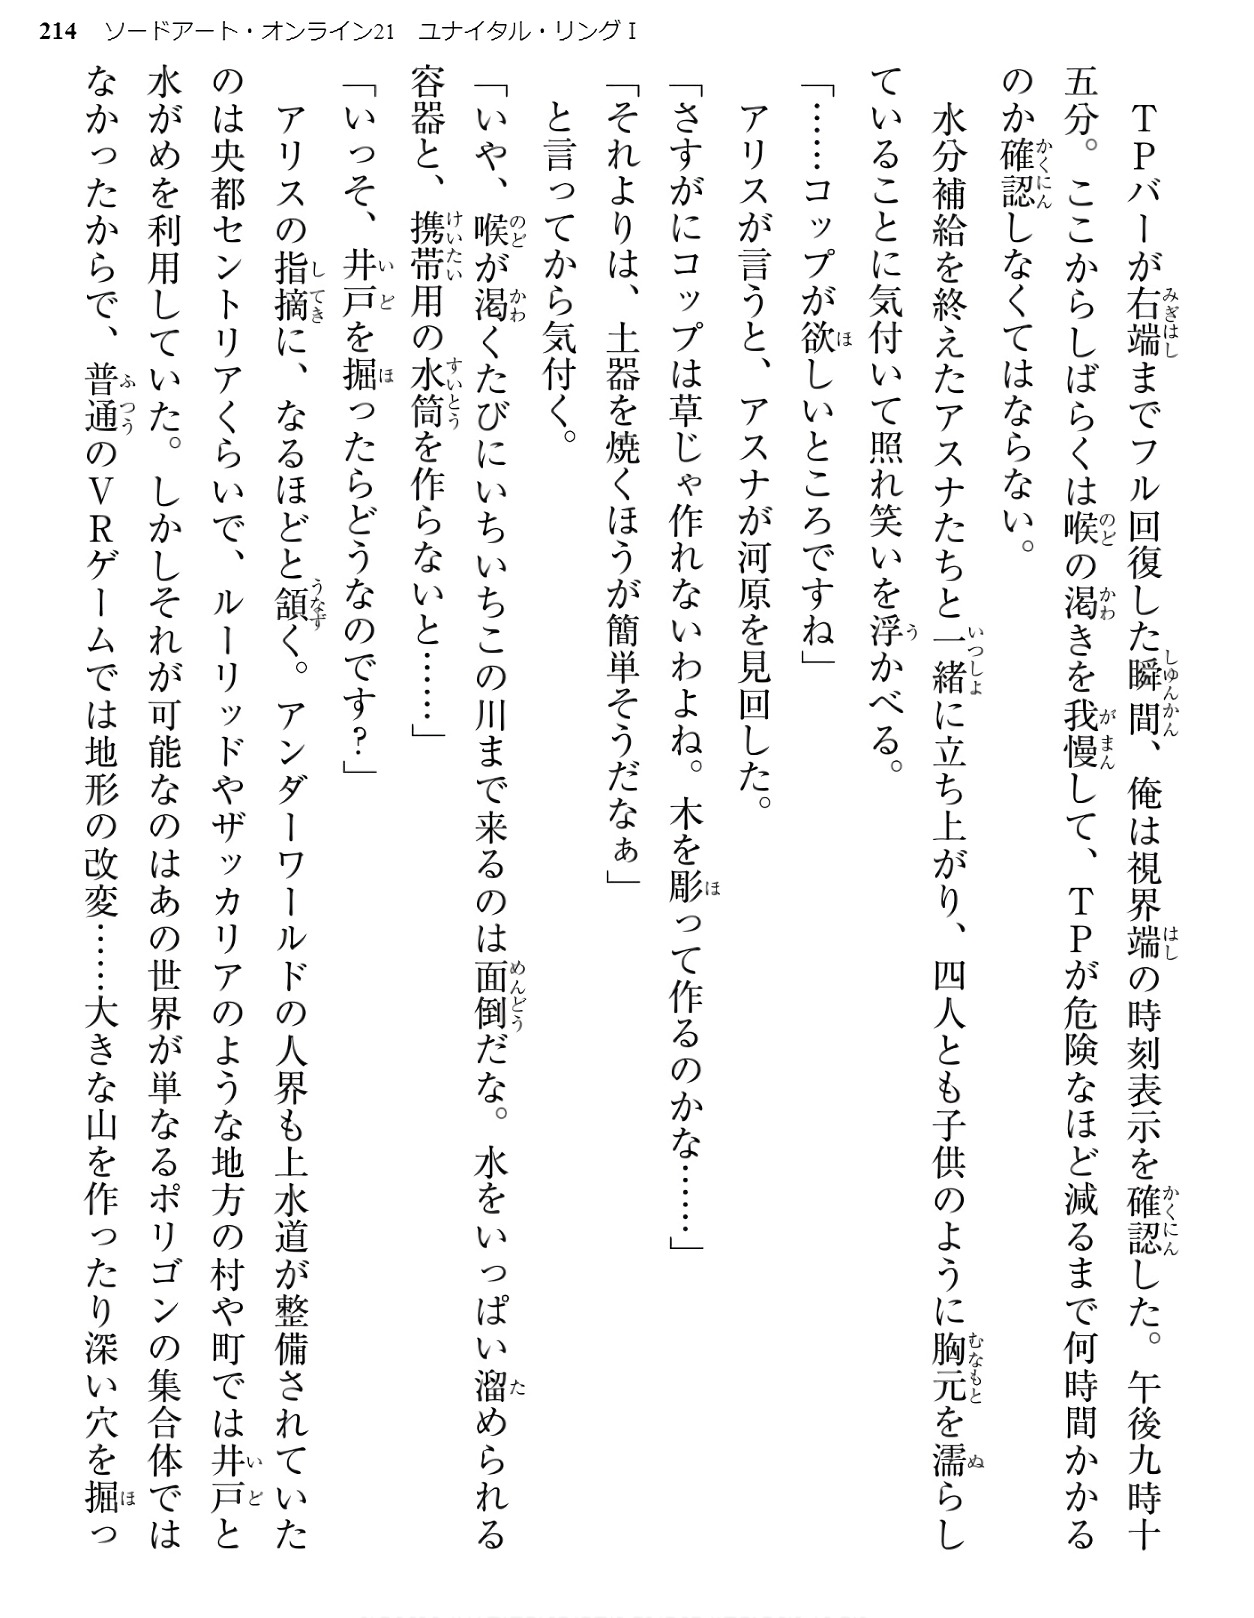 214 ソードアート・オンライン21 ユナイタル・リングⅠ
　TPバーが右端までフル回復した瞬間、俺は視界端の時刻表示を確認した。午後九時十
五分。ここからしばらくは喉の渇きを我慢して、TPが危険なほど減るまで何時間かかる
のか確認しなくてはならない。
　水分補給を終えたアスナたちと一緒に立ち上がり、四人とも子供のように胸元を濡らし
ていることに気付いて照れ笑いを浮かべる。
「……コップが欲しいところですね」
　アリスが言うと、アスナが河原を見回した。
「さすがにコップは草じゃ作れないわよね。木を彫って作るのかな……」
「それよりは、土器を焼くほうが簡単そうだなぁ」
　と言ってから気付く。
「いや、喉が渇くたびにいちいちこの川まで来るのは面倒だな。水をいっぱい溜められる
容器と、携帯用の水筒を作らないと……」
「いっそ、井戸を掘ったらどうなのです？」
　アリスの指摘に、なるほどと頷く。アンダーワールドの人界も上水道が整備されていた
のは央都セントリアくらいで、ルーリッドやザッカリアのような地方の村や町では井戸と
水がめを利用していた。しかしそれが可能なのはあの世界が単なるポリゴンの集合体では
なかったからで、普通のVRゲームでは地形の改変……大きな山を作ったり深い穴を掘っ